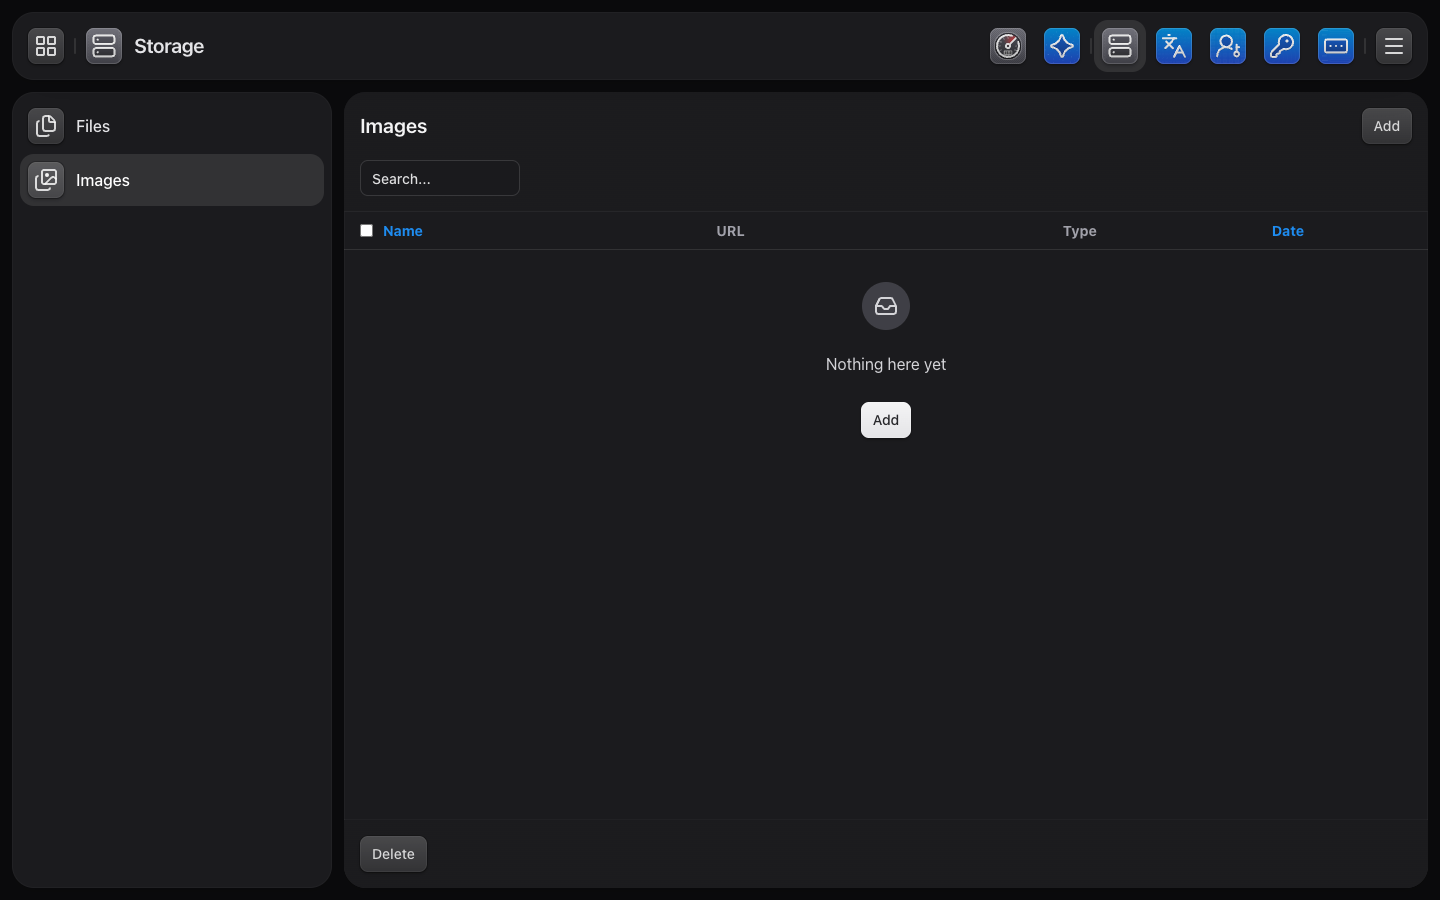 Storage
Files
Images
Images
Add
Search...
Name URL Type Date
Nothing here yet
Add
Delete